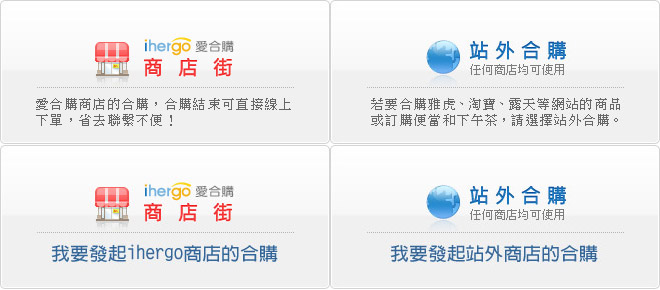 ihergo 愛合購
商店街
愛合購商店的合購，合購結束可直接線上
下單，省去聯繫不便！
站外合購
任何商店均可使用
若要合購雅虎、淘寶、露天等網站的商品
或訂購便當和下午茶，請選擇站外合購。
ihergo 愛合購
商店街
我要發起ihergo商店的合購
站外合購
任何商店均可使用
我要發起站外商店的合購